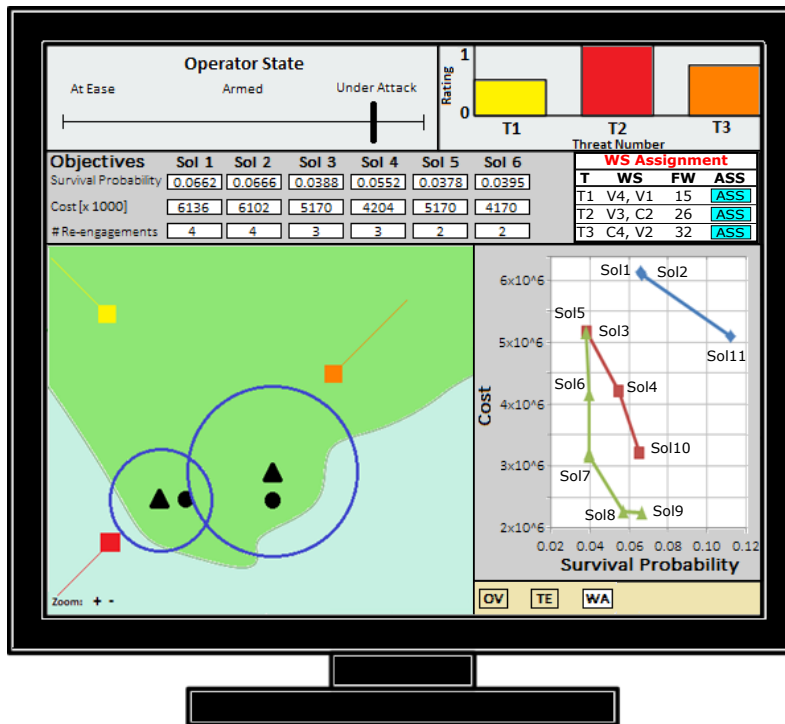 Operator State
At Ease Armed Under Attack
Rating
1
0
T1 T2 T3
Threat Number
Objectives Sol 1 Sol 2 Sol 3 Sol 4 Sol 5 Sol 6
Survival Probability 0.0662 0.0666 0.0388 0.0552 0.0378 0.0395
Cost [x 1000] 6136 6102 5170 4204 5170 4170
# Re-engagements 4 4 3 3 2 2
WS Assignment
T WS FW ASS
T1 V4, V1 15 ASS
T2 V3, C2 26 ASS
T3 C4, V2 32 ASS
Zoom: + -
Cost
6x10^6
5x10^6
4x10^6
3x10^6
2x10^6
Sol1 Sol2
Sol5
Sol3
Sol11
Sol6 Sol4
Sol10
Sol7
Sol8 Sol9
0.02 0.04 0.06 0.08 0.10 0.12
Survival Probability
OV TE WA